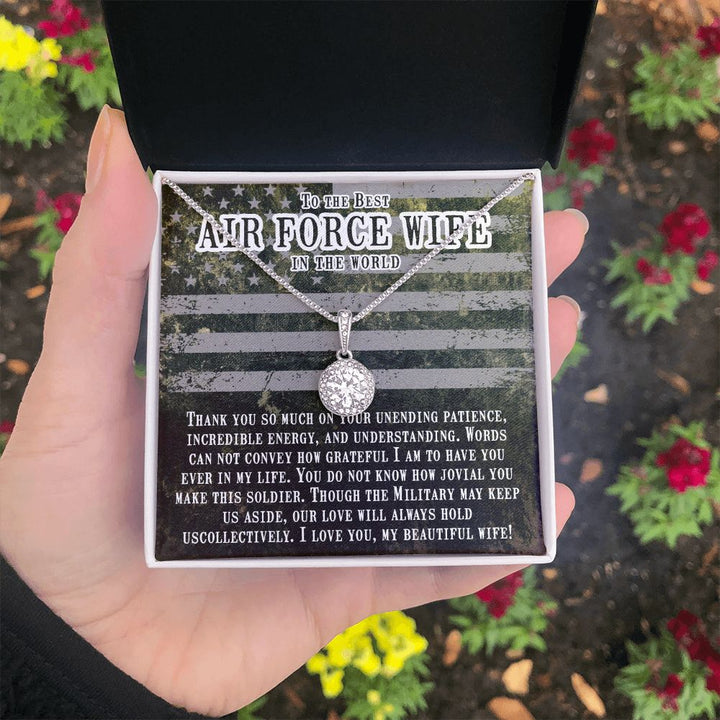 To the Best
Air Force Wife
in the world
Thank you so much on your unending patience,
incredible energy, and understanding. Words
can not convey how grateful I am to have you
ever in my life. You do not know how jovial you
make this soldier. Though the Military may keep
us aside, our love will always hold
uscollectively. I love you, my beautiful wife!